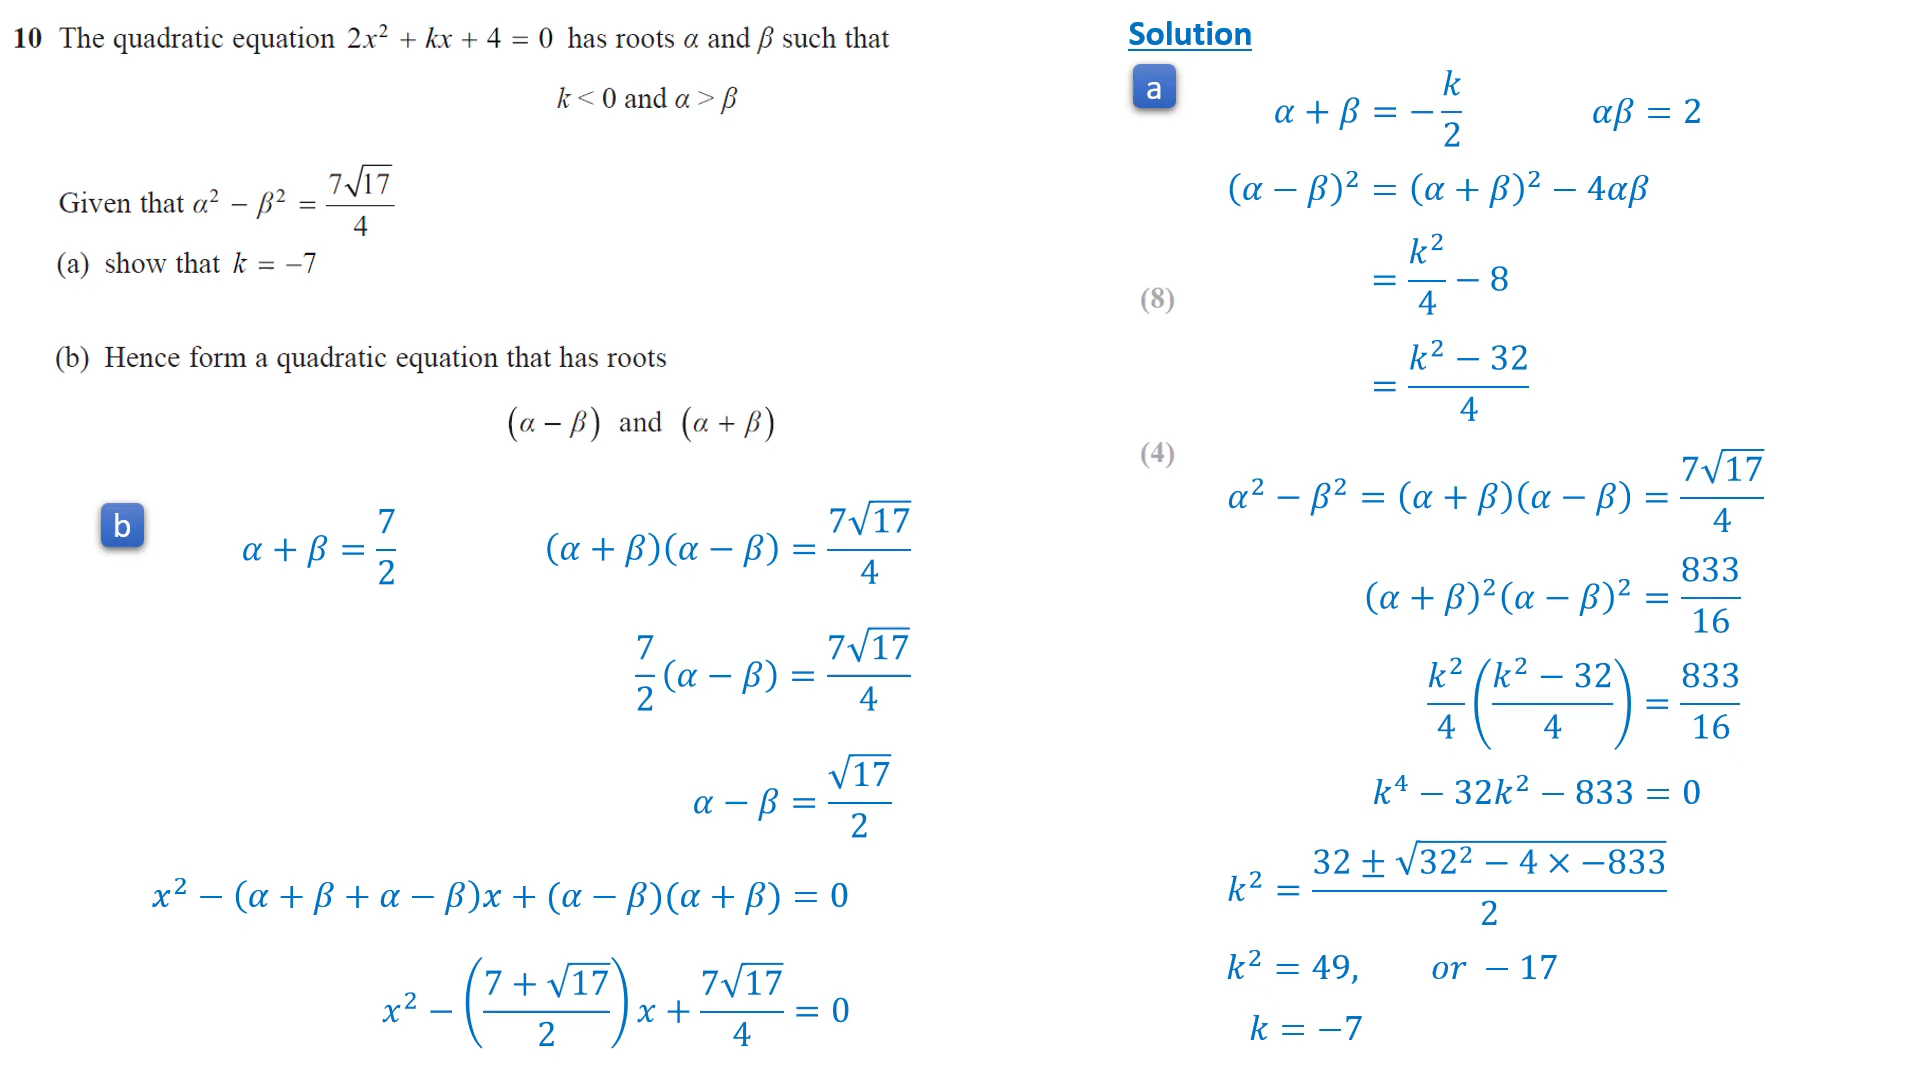 10 The quadratic equation 2x² + kx + 4 = 0 has roots α and β such that
k < 0 and α > β
Given that α² − β² = 7√17/4
(a) show that k = −7
(8)
(b) Hence form a quadratic equation that has roots
(α − β) and (α + β)
(4)
b
α + β = 7/2
(α + β)(α − β) = 7√17/4
7/2 (α − β) = 7√17/4
α − β = √17/2
x² − (α + β + α − β)x + (α − β)(α + β) = 0
x² − ((7 + √17)/2)x + 7√17/4 = 0
Solution
a
α + β = −k/2 αβ = 2
(α − β)² = (α + β)² − 4αβ
= k²/4 − 8
= (k² − 32)/4
α² − β² = (α + β)(α − β) = 7√17/4
(α + β)²(α − β)² = 833/16
k²/4 ((k² − 32)/4) = 833/16
k⁴ − 32k² − 833 = 0
k² = (32 ± √(32² − 4 × −833))/2
k² = 49, or − 17
k = −7